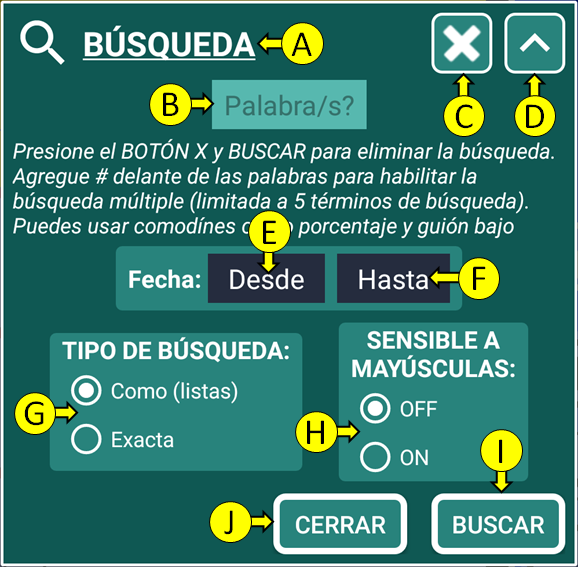 BÚSQUEDA
A
B
Palabra/s?
C
D
Presione el BOTÓN X y BUSCAR para eliminar la búsqueda.
Agregue # delante de las palabras para habilitar la
búsqueda múltiple (limitada a 5 términos de búsqueda).
Puedes usar comodínes porcentaje y guión bajo
E
Fecha: Desde Hasta
F
TIPO DE BÚSQUEDA:
Como (listas)
G
Exacta
SENSIBLE A
MAYÚSCULAS:
OFF
H
ON
I
J
CERRAR
BUSCAR